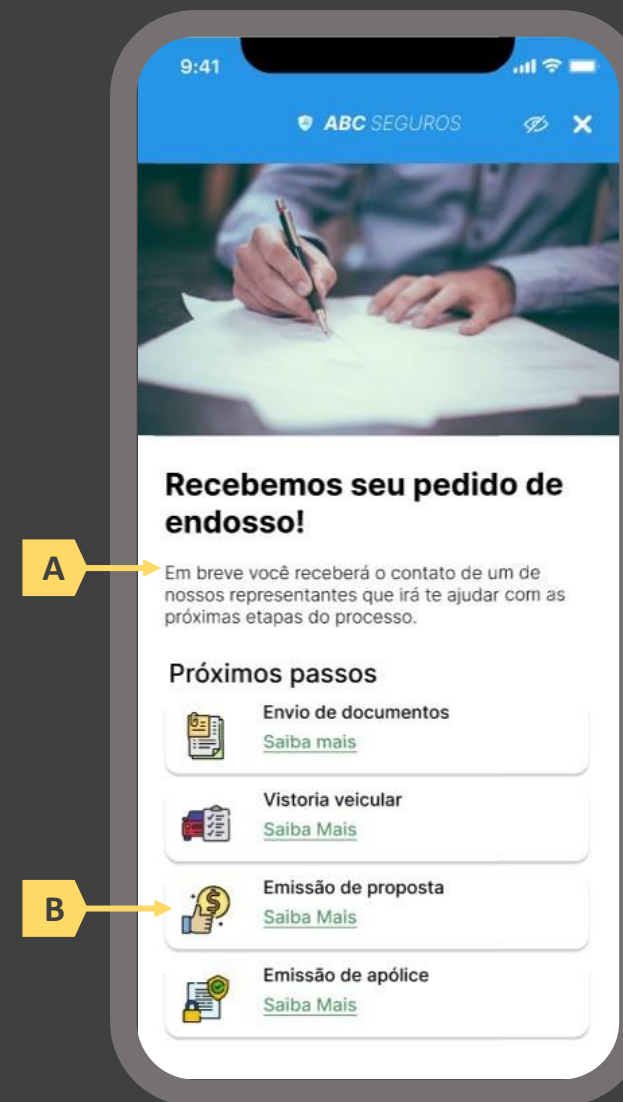 9:41
ABC SEGUROS
Recebemos seu pedido de
endosso!
A
Em breve você receberá o contato de um de
nossos representantes que irá te ajudar com as
próximas etapas do processo.
Próximos passos
Envio de documentos
Saiba mais
Vistoria veicular
Saiba Mais
B
Emissão de proposta
Saiba Mais
Emissão de apólice
Saiba Mais